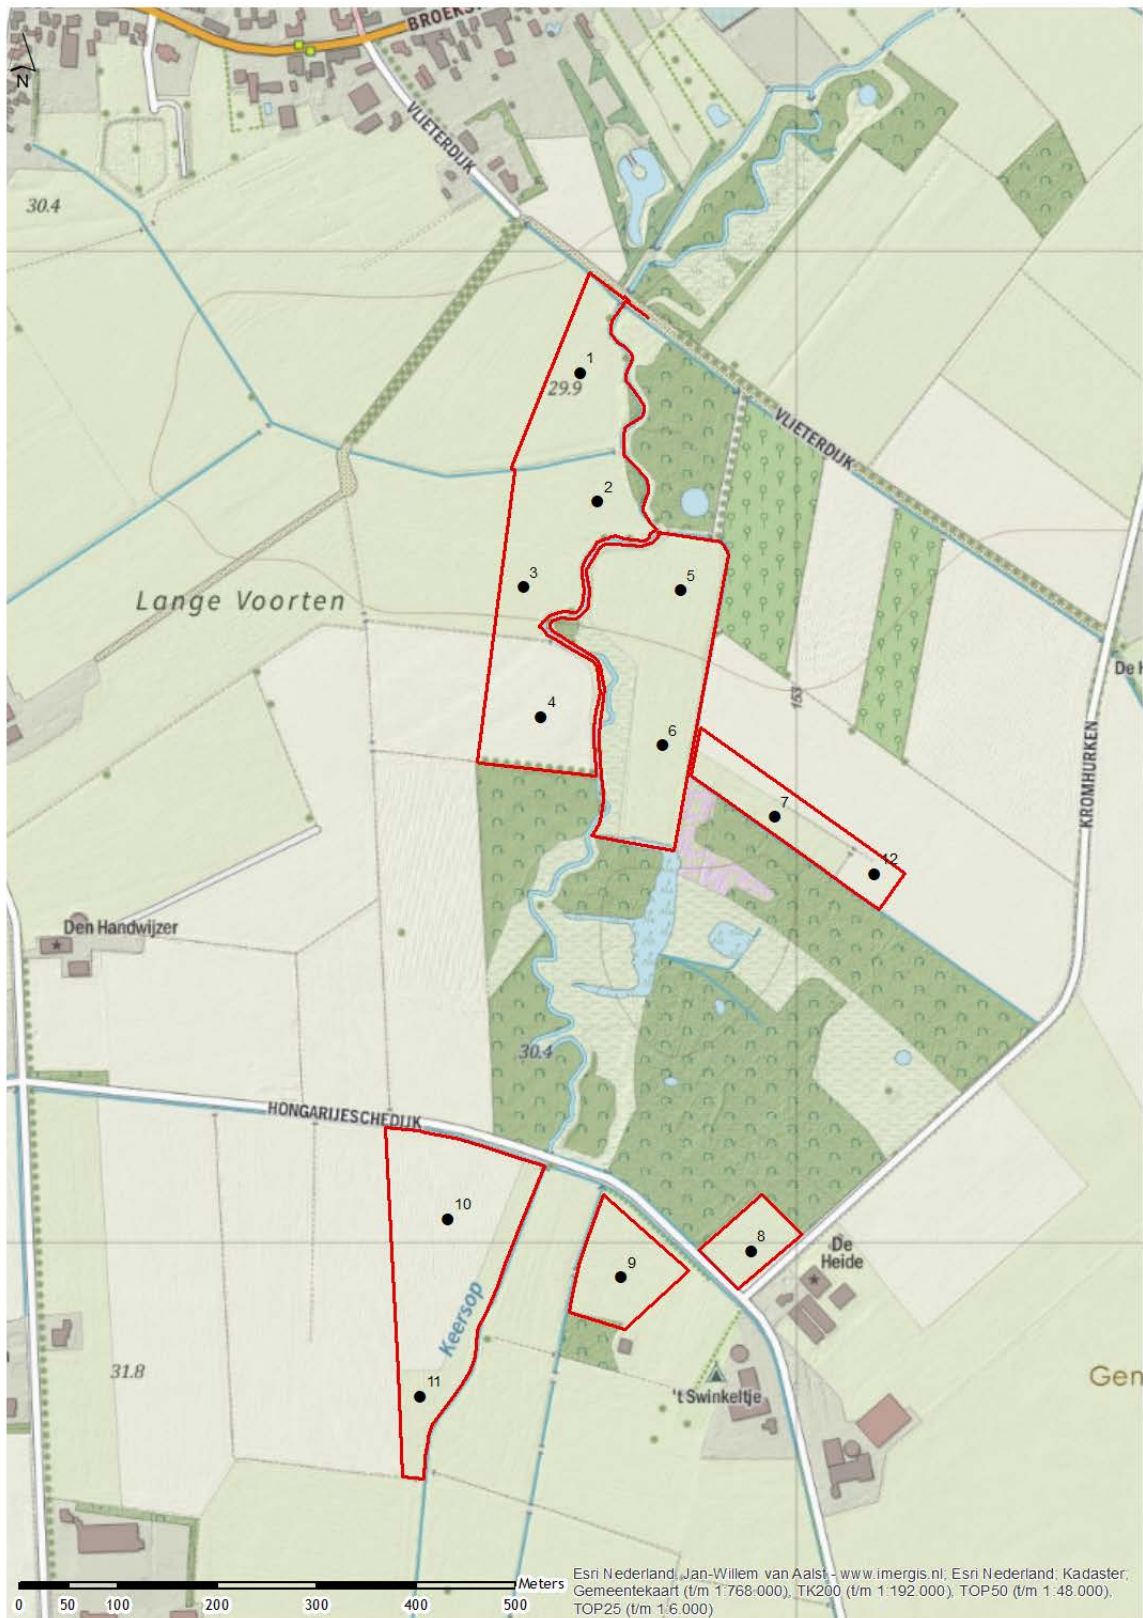 BROEKS
N
VLIETERDIJK
30.4
1
29.9
VLIETERDIJK
2
3
5
Lange Voorten
De H
153
4
6
KROMHURKEN
7
12
Den Handwijzer
30.4
HONGARIJESCHEDIJK
10
8
De
Heide
9
Keersop
31.8
11
't Swinkeltje
Gen
Meters
0 50 100 200 300 400 500
Esri Nederland, Jan-Willem van Aalst - www.imergis.nl; Esri Nederland; Kadaster;
Gemeentekaart (t/m 1:768.000), TK200 (t/m 1:192.000), TOP50 (t/m 1:48.000),
TOP25 (t/m 1:6.000)